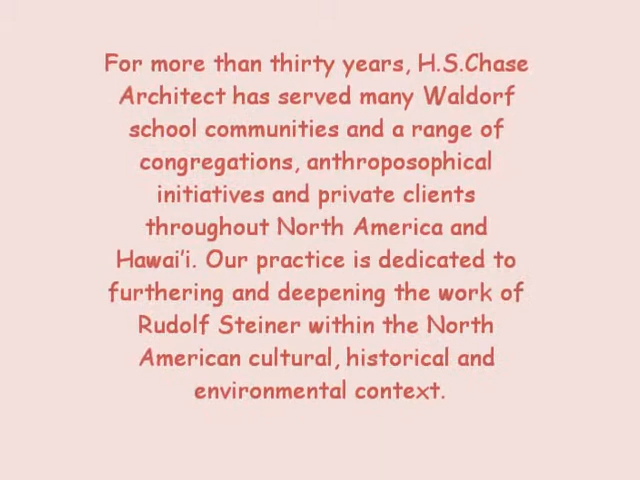 For more than thirty years, H.S.Chase
Architect has served many Waldorf
school communities and a range of
congregations, anthroposophical
initiatives and private clients
throughout North America and
Hawai'i. Our practice is dedicated to
furthering and deepening the work of
Rudolf Steiner within the North
American cultural, historical and
environmental context.